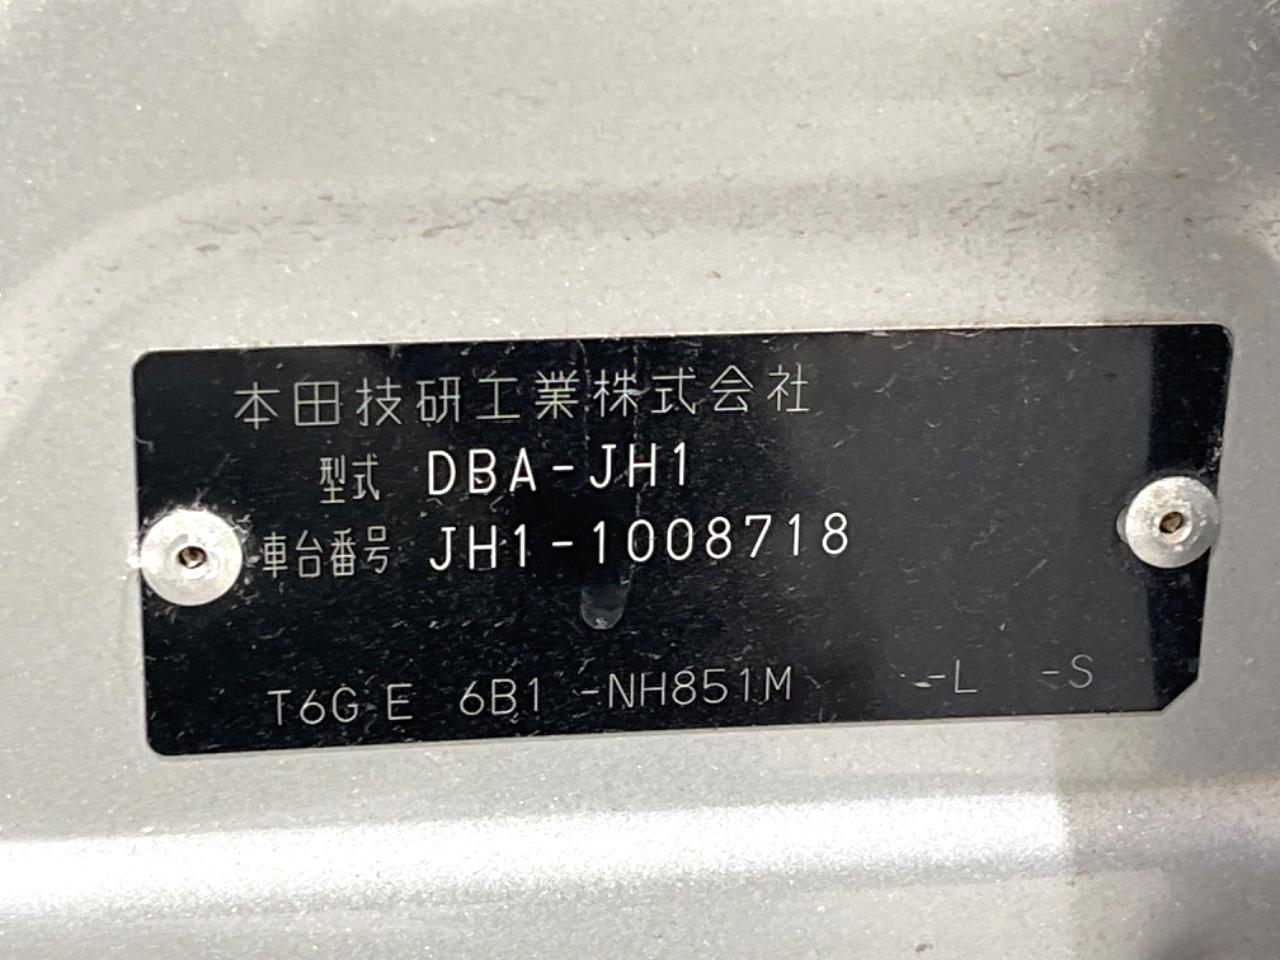 本田技研工業株式会社
型式 DBA-JH1
車台番号 JH1-1008718
T6G E 6B1 -NH851M -L -S